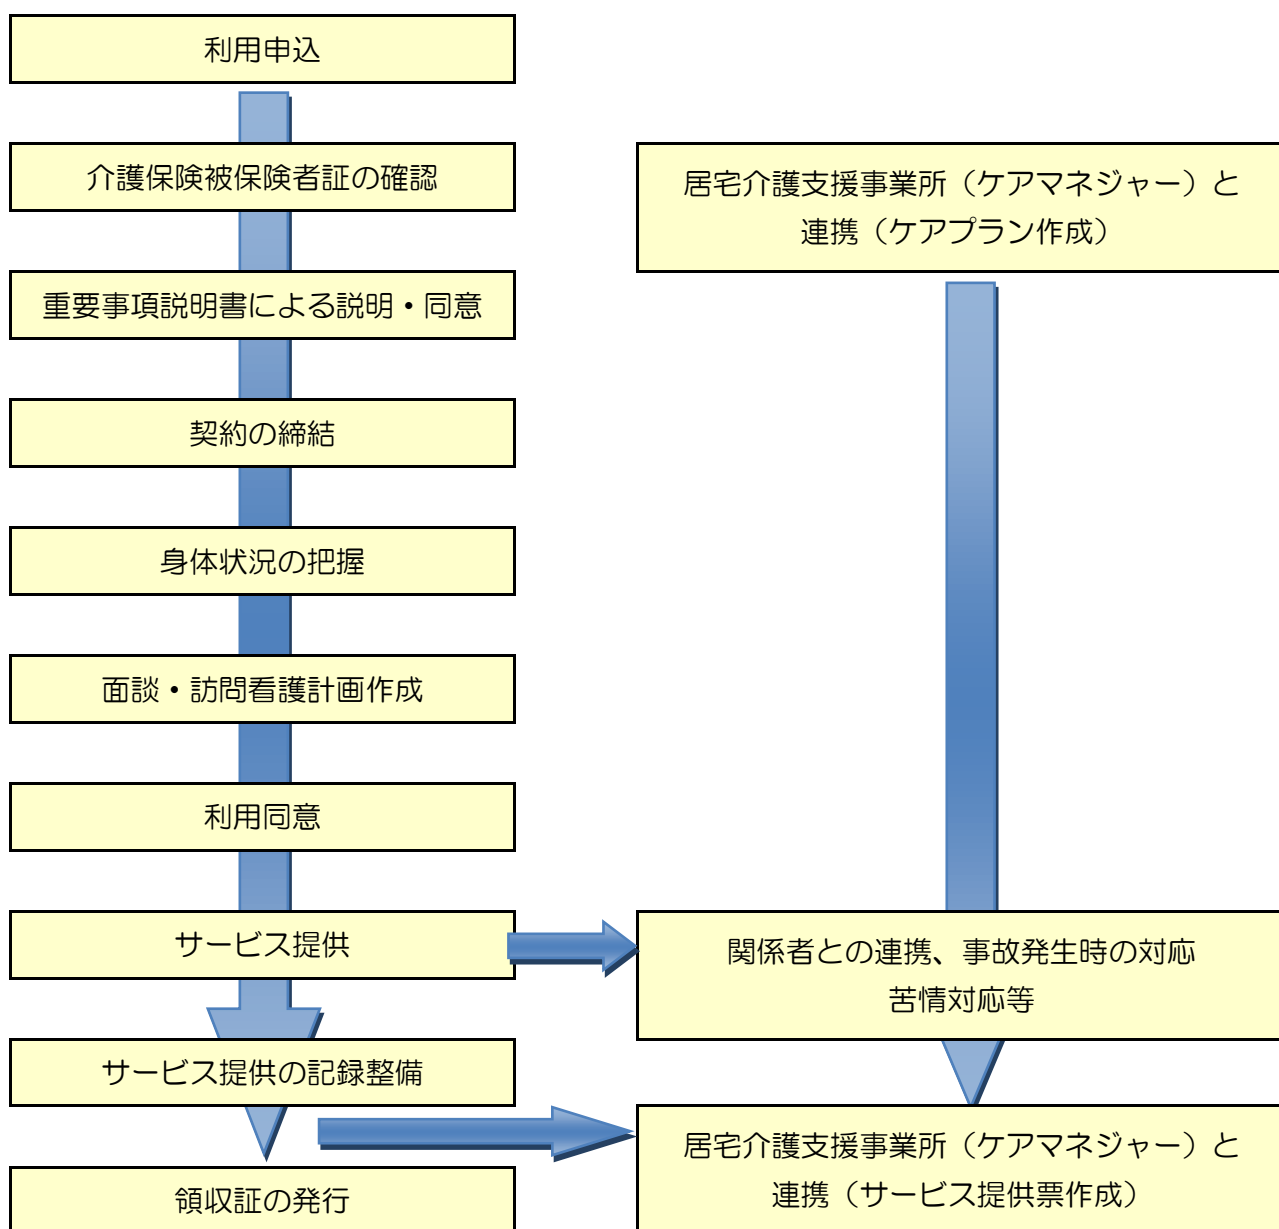 利用申込
介護保険被保険者証の確認
重要事項説明書による説明・同意
契約の締結
身体状況の把握
面談・訪問看護計画作成
利用同意
サービス提供
サービス提供の記録整備
領収証の発行
居宅介護支援事業所（ケアマネジャー）と
連携（ケアプラン作成）
関係者との連携、事故発生時の対応
苦情対応等
居宅介護支援事業所（ケアマネジャー）と
連携（サービス提供票作成）